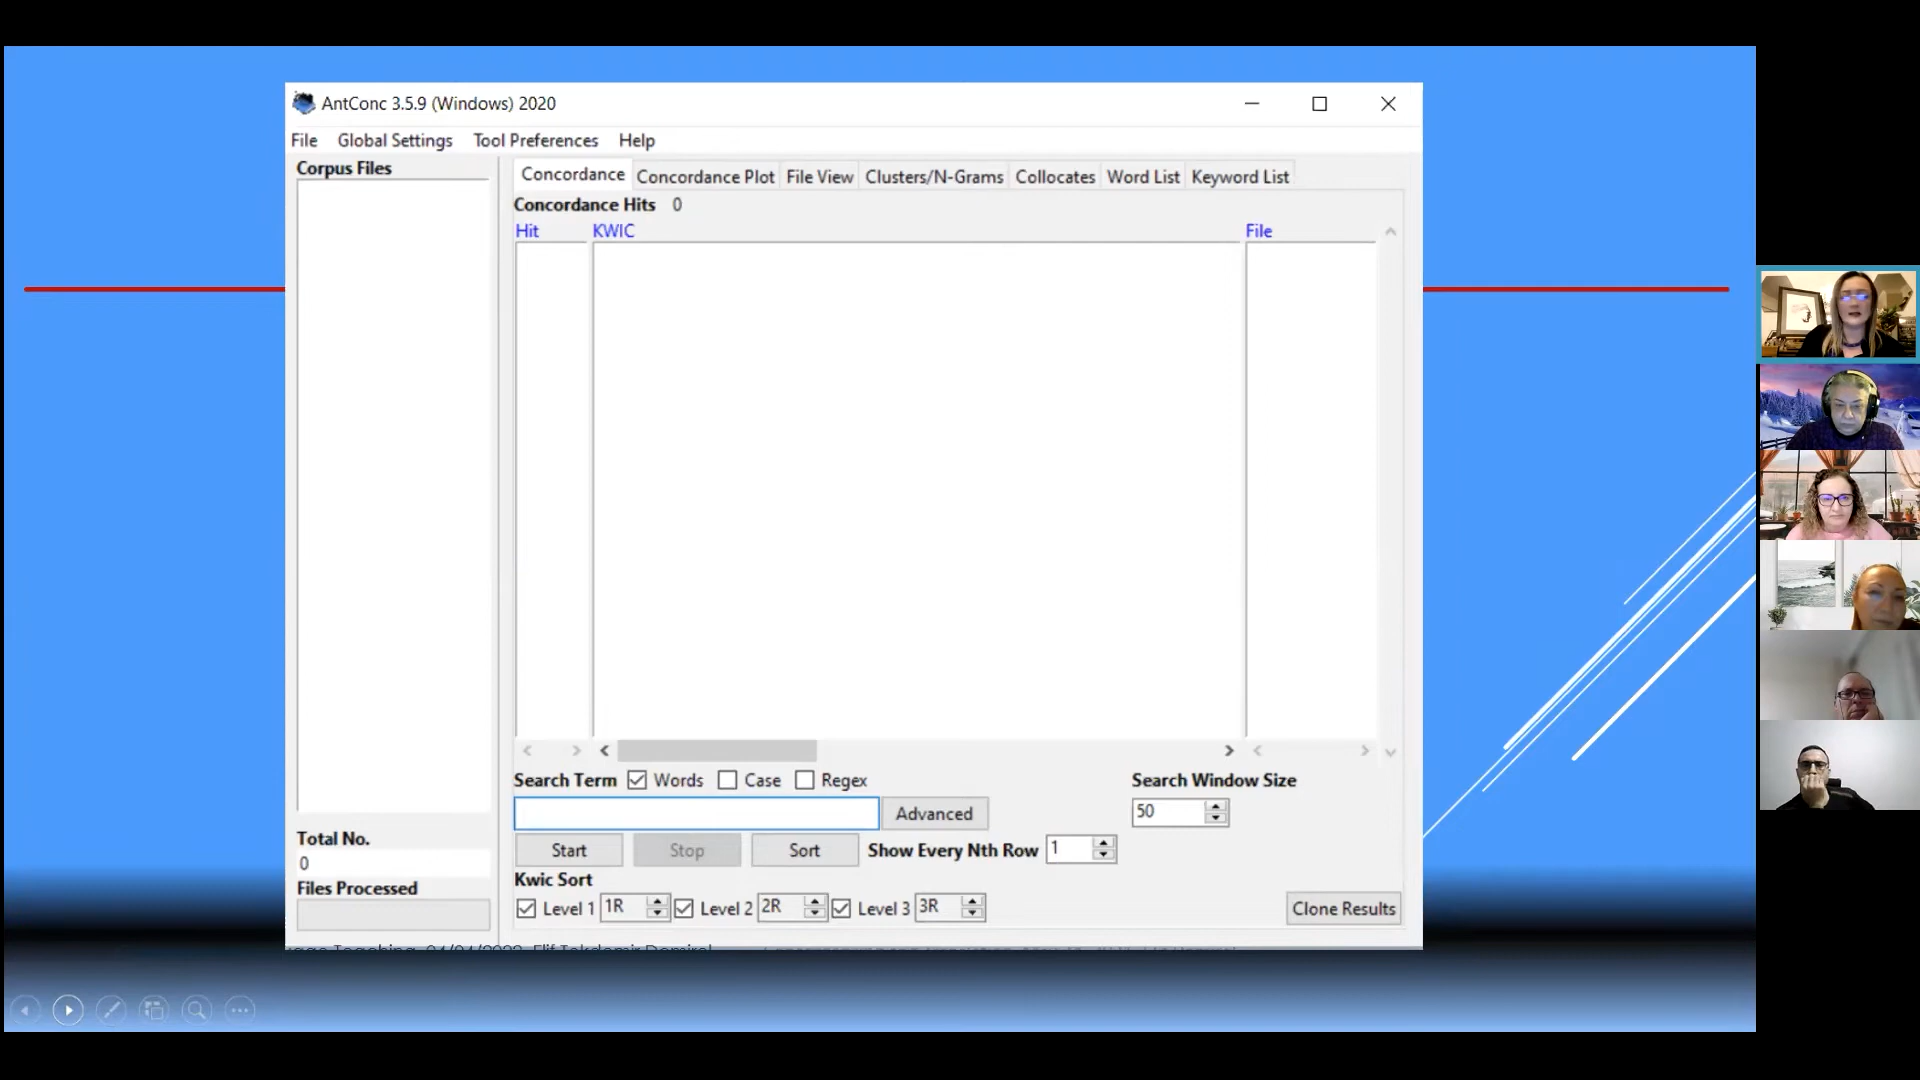 AntConc 3.5.9 (Windows) 2020
File Global Settings Tool Preferences Help
Corpus Files
Concordance Concordance Plot File View Clusters/N-Grams Collocates Word List Keyword List
Concordance Hits 0
Hit KWIC File
Search Term Words Case Regex Search Window Size
Advanced 50
Total No.
0
Start Stop Sort Show Every Nth Row 1
Files Processed
Kwic Sort
Level 1 1R Level 2 2R Level 3 3R Clone Results